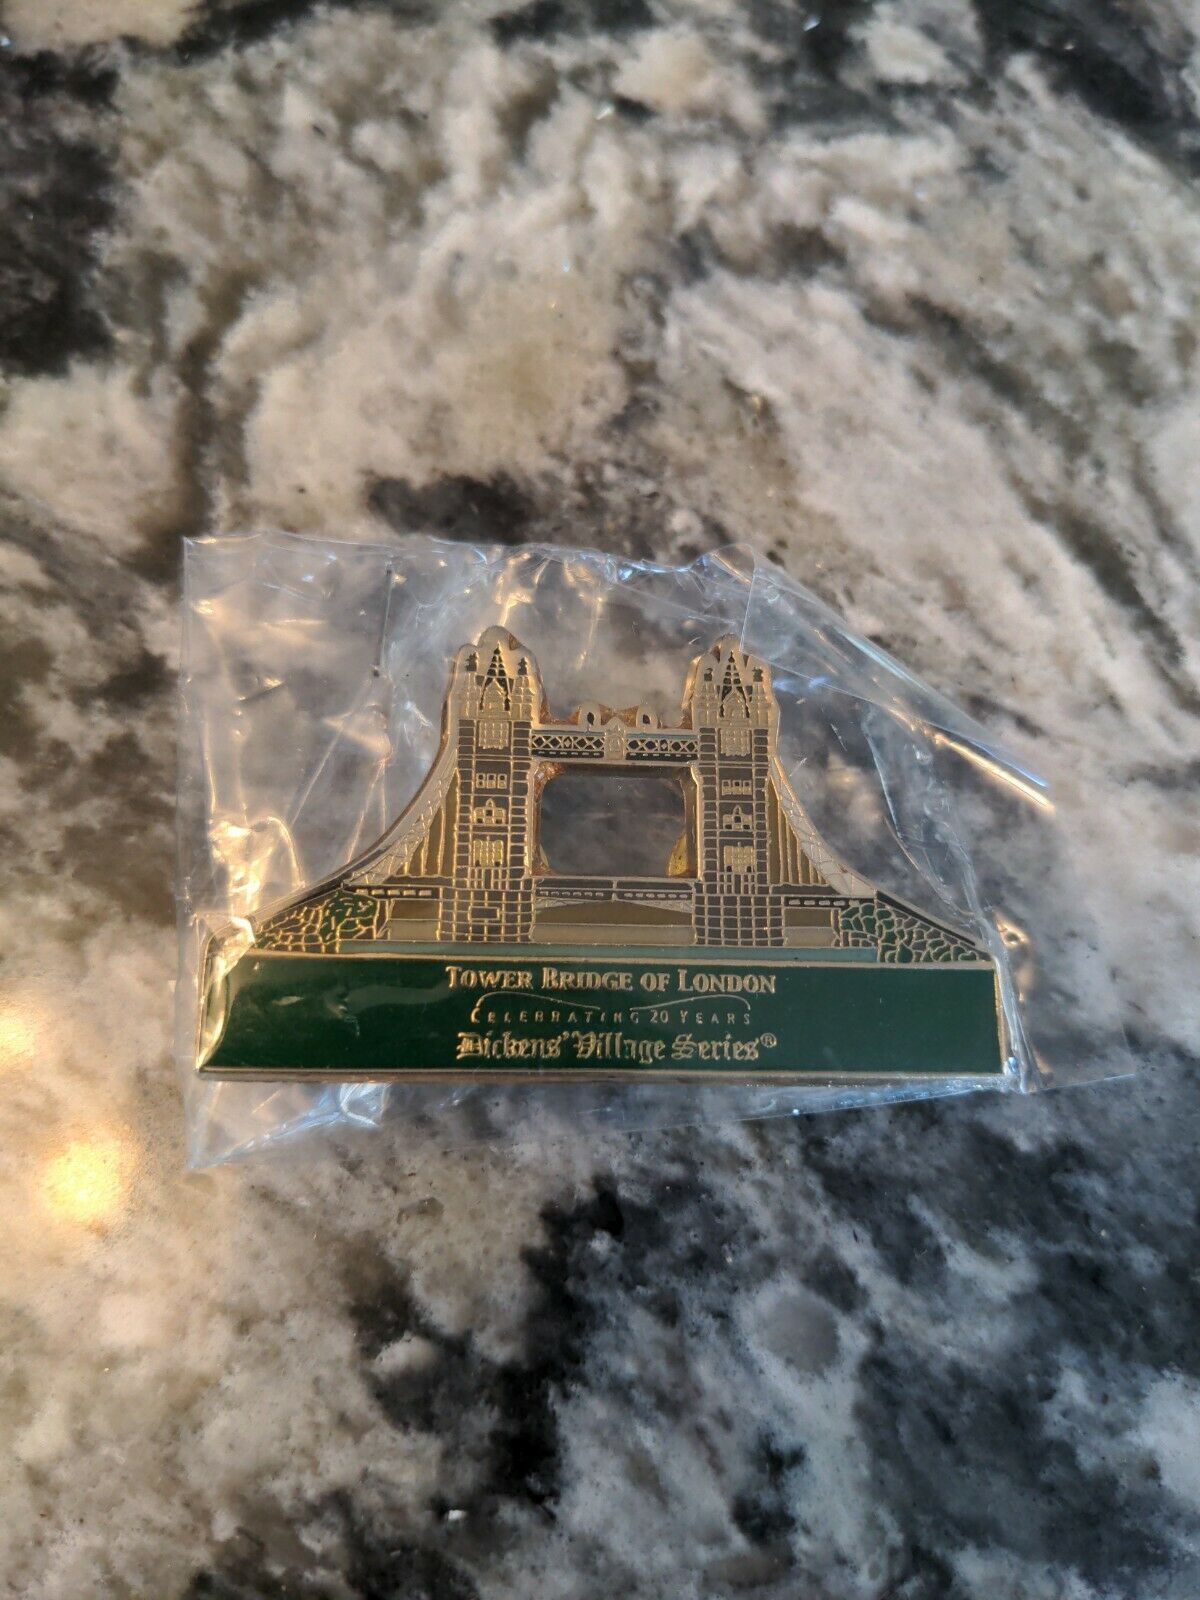 TOWER BRIDGE OF LONDON
CELEBRATING 20 YEARS
Dickens' Village Series®